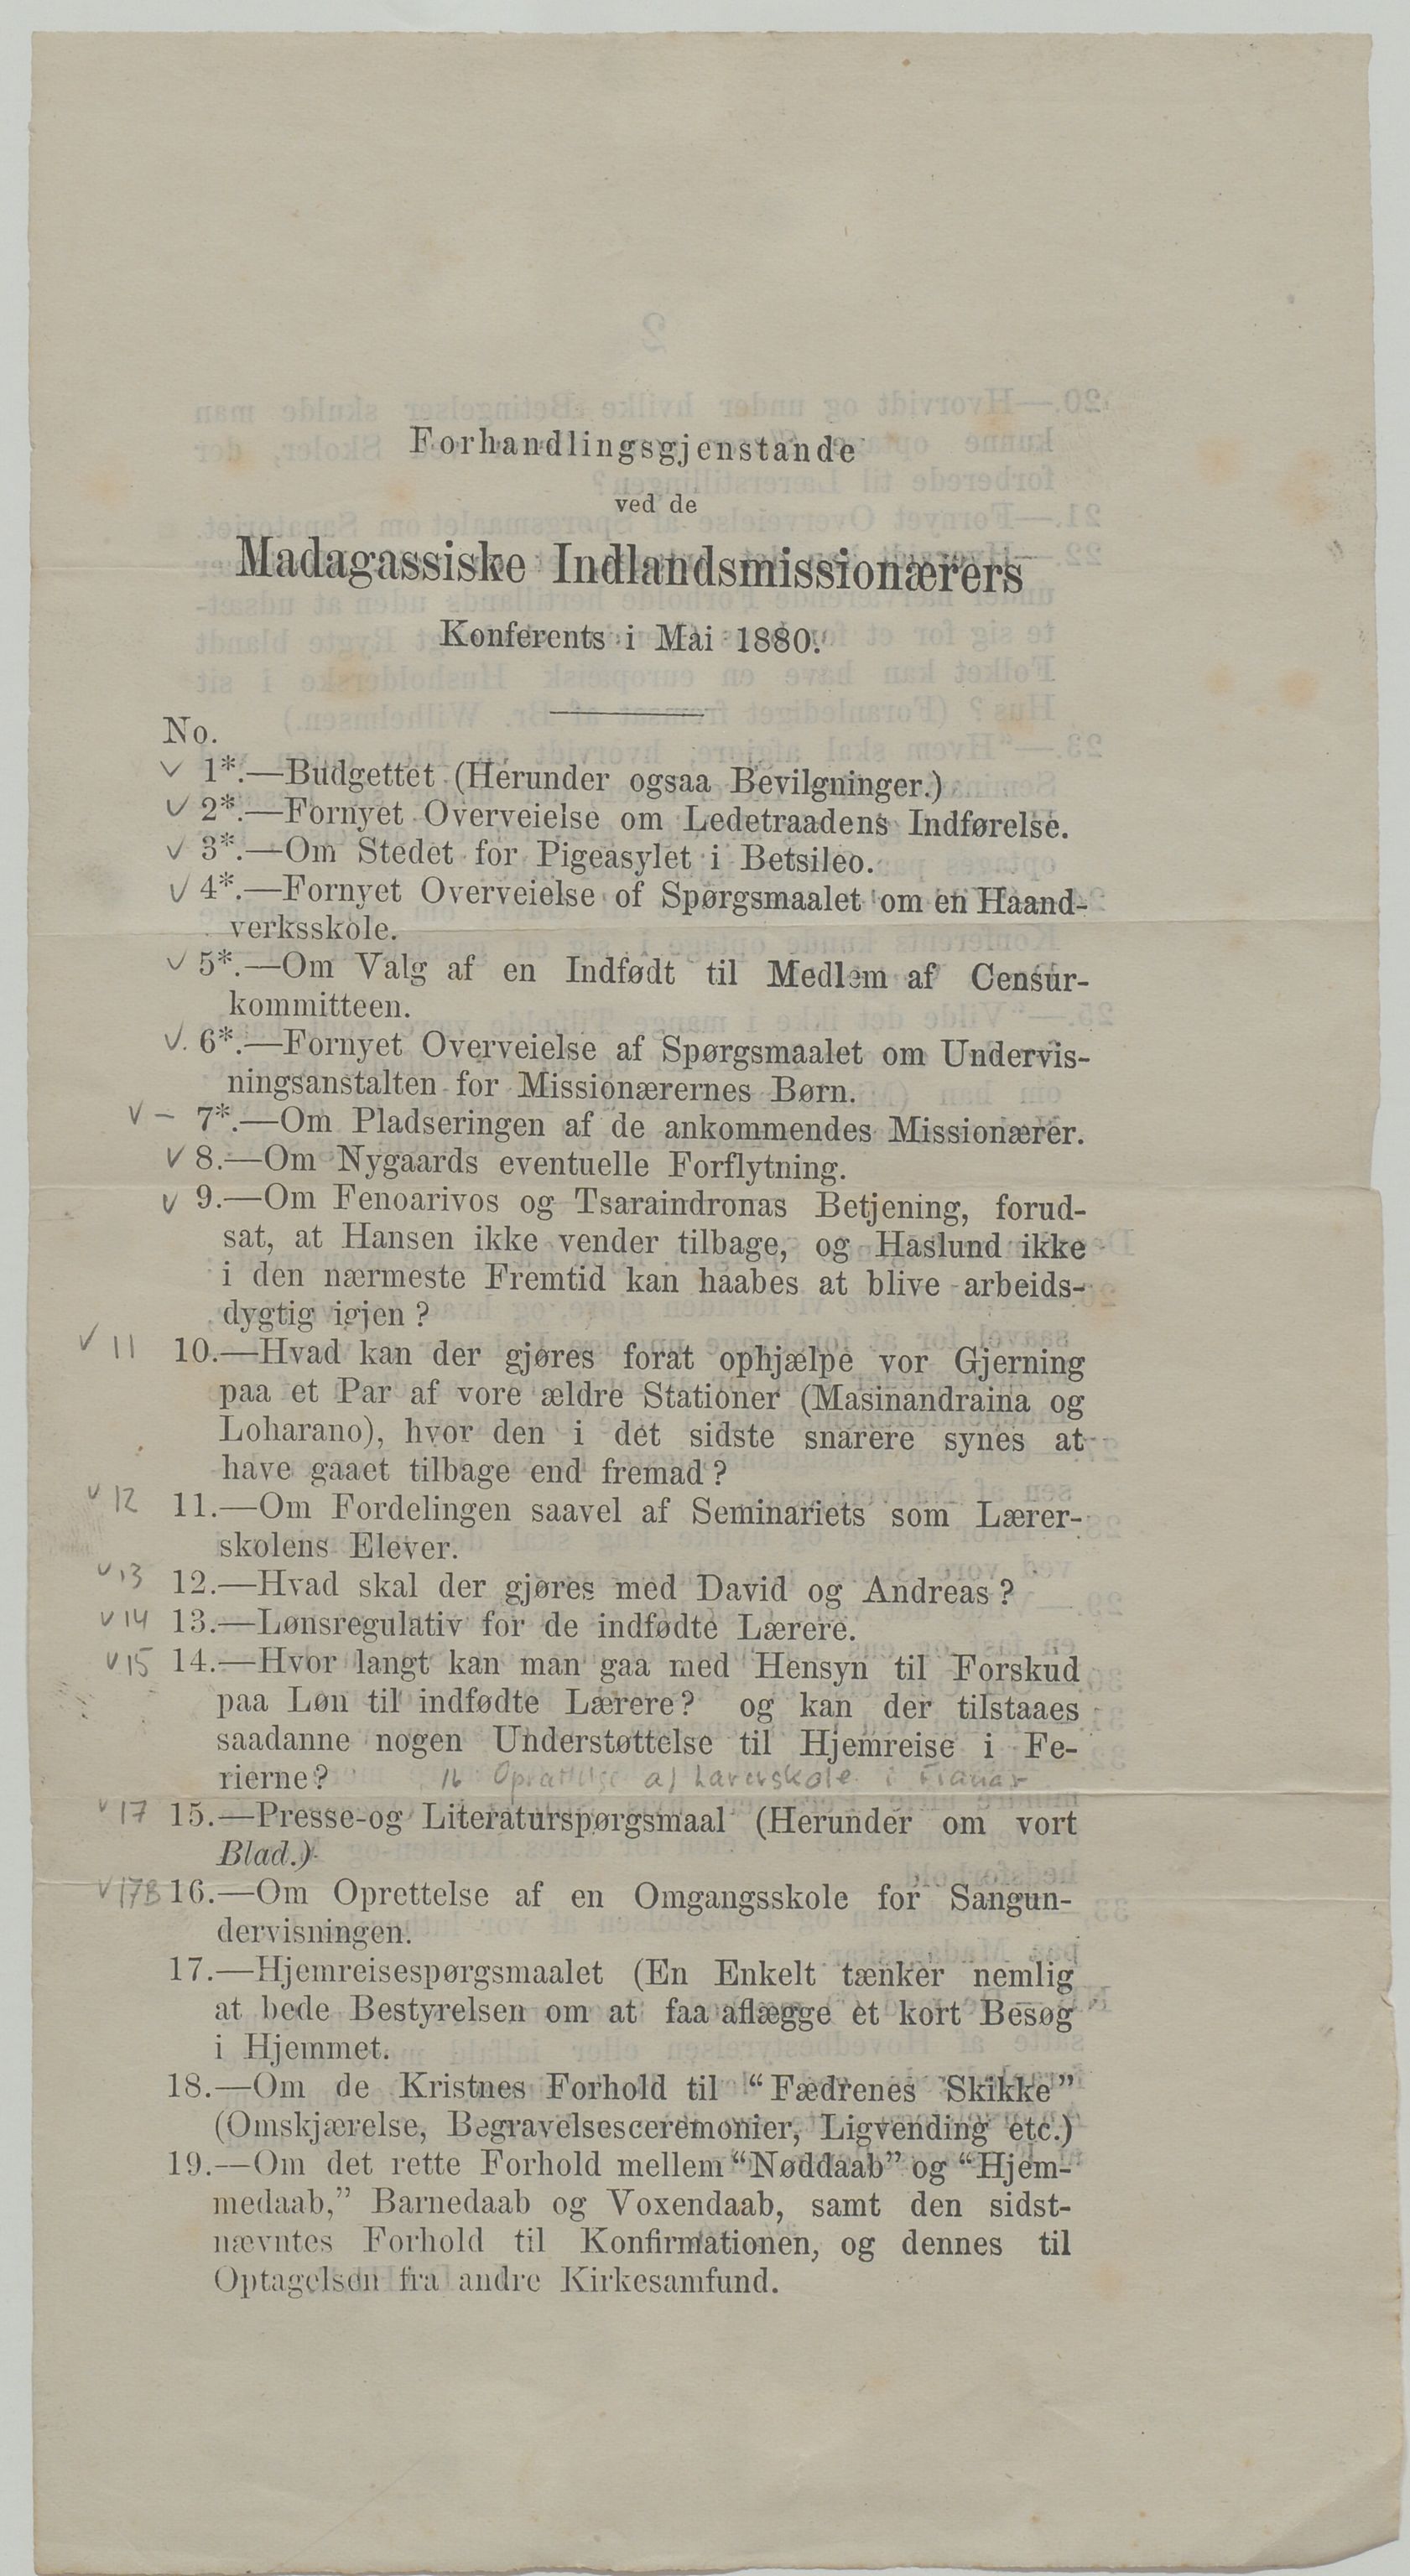 Forhandlingsgjenstande
ved de
Madagassiske Indlandsmissionærers
Konferents i Mai 1880.
No.
v 1*.—Budgettet (Herunder ogsaa Bevilgninger.)
v 2*.—Fornyet Overveielse om Ledetraadens Indførelse.
v 3*.—Om Stedet for Pigeasylet i Betsileo.
v 4*.—Fornyet Overveielse of Spørgsmaalet om en Haand-
verksskole.
v 5*.—Om Valg af en Indfødt til Medlem af Censur-
kommitteen.
v. 6*.—Fornyet Overveielse af Spørgsmaalet om Undervis-
ningsanstalten for Missionærernes Børn.
v – 7*.—Om Pladseringen af de ankommendes Missionærer.
v 8.—Om Nygaards eventuelle Forflytning.
v 9.—Om Fenoarivos og Tsaraindronas Betjening, forud-
sat, at Hansen ikke vender tilbage, og Haslund ikke
i den nærmeste Fremtid kan haabes at blive arbeids-
dygtig igjen?
v 11 10.—Hvad kan der gjøres forat ophjælpe vor Gjerning
paa et Par af vore ældre Stationer (Masinandraina og
Loharano), hvor den i det sidste snarere synes at
have gaaet tilbage end fremad?
v 12 11.—Om Fordelingen saavel af Seminariets som Lærer-
skolens Elever.
v 13 12.—Hvad skal der gjøres med David og Andreas?
v 14 13.—Lønsregulativ for de indfødte Lærere.
v 15 14.—Hvor langt kan man gaa med Hensyn til Forskud
paa Løn til indfødte Lærere? og kan der tilstaaes
saadanne nogen Understøttelse til Hjemreise i Fe-
rierne? 16 Oprettelse af Lærerskole i Fianar
v 17 15.—Presse-og Literaturspørgsmaal (Herunder om vort
Blad.)
v 17B 16.—Om Oprettelse af en Omgangsskole for Sangun-
dervisningen.
17.—Hjemreisespørgsmaalet (En Enkelt tænker nemlig
at bede Bestyrelsen om at faa aflægge et kort Besøg
i Hjemmet.
18.—Om de Kristnes Forhold til “Fædrenes Skikke”
(Omskjærelse, Begravelsesceremonier, Ligvending etc.)
19.—Om det rette Forhold mellem “Nøddaab” og “Hjem-
medaab,” Barnedaab og Voxendaab, samt den sidst-
nævntes Forhold til Konfirmationen, og dennes til
Optagelsen fra andre Kirkesamfund.